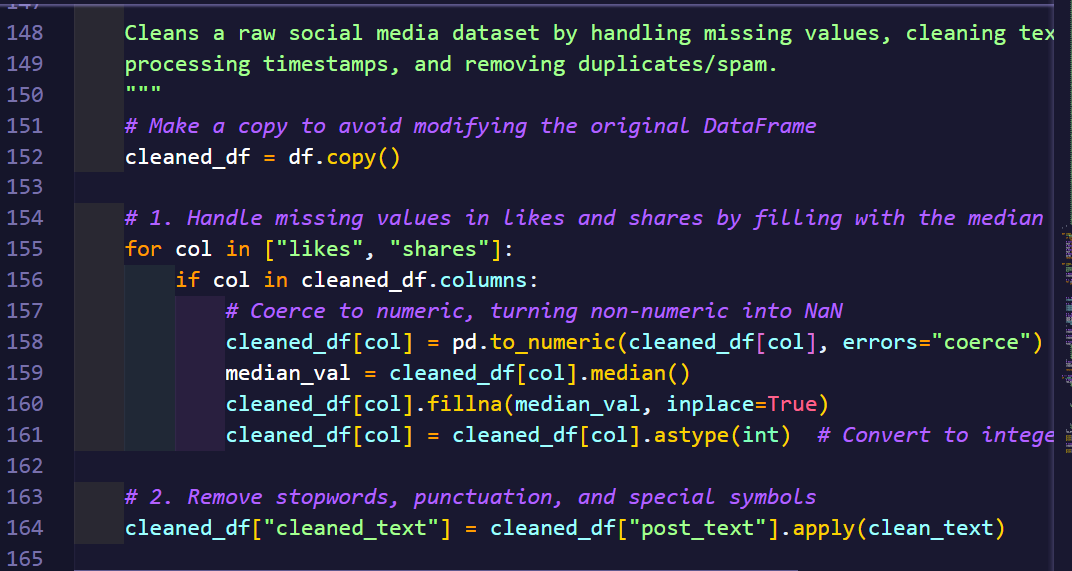 148 Cleans a raw social media dataset by handling missing values, cleaning
149 processing timestamps, and removing duplicates/spam.
150 """
151 # Make a copy to avoid modifying the original DataFrame
152 cleaned_df = df.copy()
153
154 # 1. Handle missing values in likes and shares by filling with the median
155 for col in ["likes", "shares"]:
156 if col in cleaned_df.columns:
157 # Coerce to numeric, turning non-numeric into NaN
158 cleaned_df[col] = pd.to_numeric(cleaned_df[col], errors="coerce")
159 median_val = cleaned_df[col].median()
160 cleaned_df[col].fillna(median_val, inplace=True)
161 cleaned_df[col] = cleaned_df[col].astype(int) # Convert to
162
163 # 2. Remove stopwords, punctuation, and special symbols
164 cleaned_df["cleaned_text"] = cleaned_df["post_text"].apply(clean_text)
165